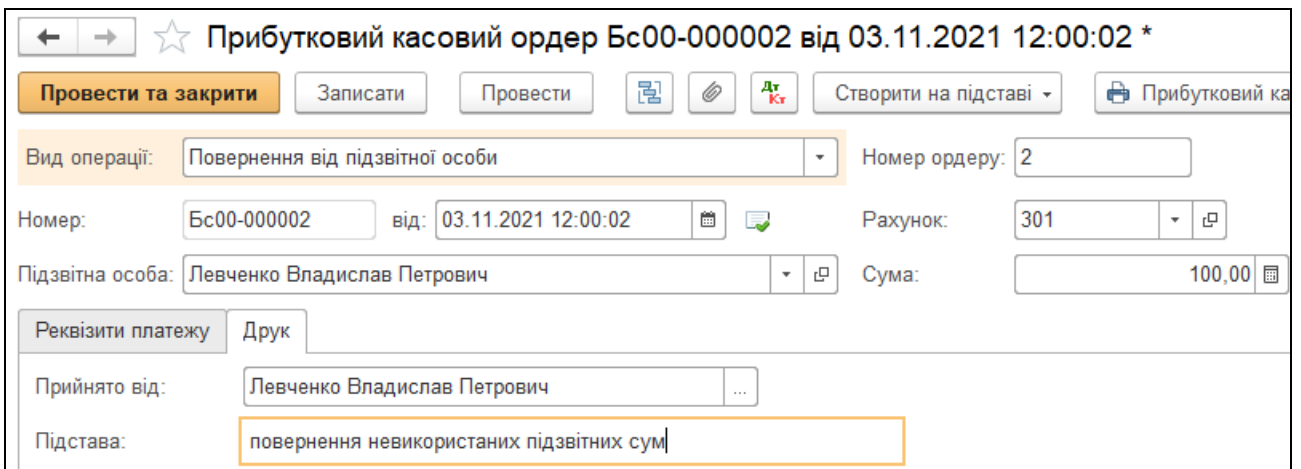 Прибутковий касовий ордер Бс00-000002 від 03.11.2021 12:00:02 *
Провести та закрити Записати Провести Дт Кт Створити на підставі Прибутковий ка
Вид операції: Повернення від підзвітної особи Номер ордеру: 2
Номер: Бс00-000002 від: 03.11.2021 12:00:02 Рахунок: 301
Підзвітна особа: Левченко Владислав Петрович Сума: 100,00
Реквізити платежу Друк
Прийнято від: Левченко Владислав Петрович ...
Підстава: повернення невикористаних підзвітних сум